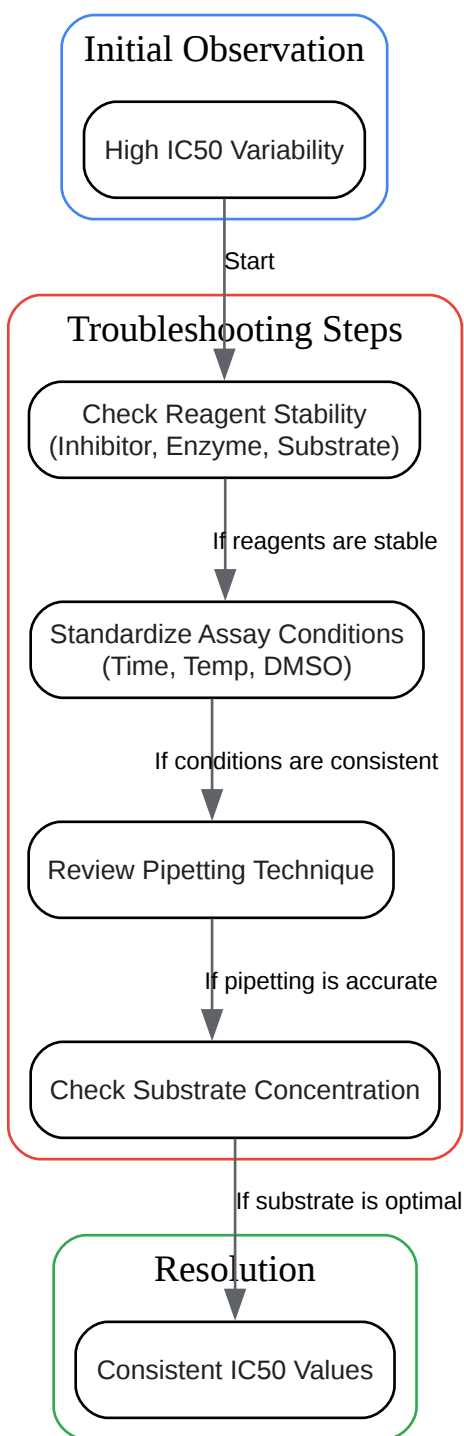 Initial Observation
High IC50 Variability
Start
Troubleshooting Steps
Check Reagent Stability
(Inhibitor, Enzyme, Substrate)
If reagents are stable
Standardize Assay Conditions
(Time, Temp, DMSO)
If conditions are consistent
Review Pipetting Technique
If pipetting is accurate
Check Substrate Concentration
If substrate is optimal
Resolution
Consistent IC50 Values